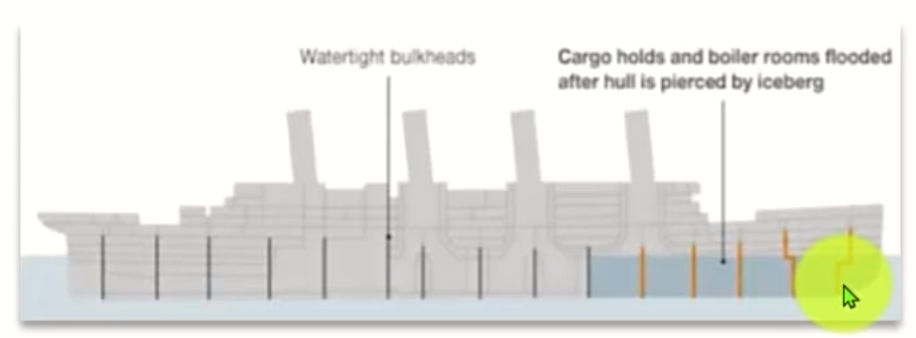 Watertight bulkheads
Cargo holds and boiler rooms flooded
after hull is pierced by iceberg